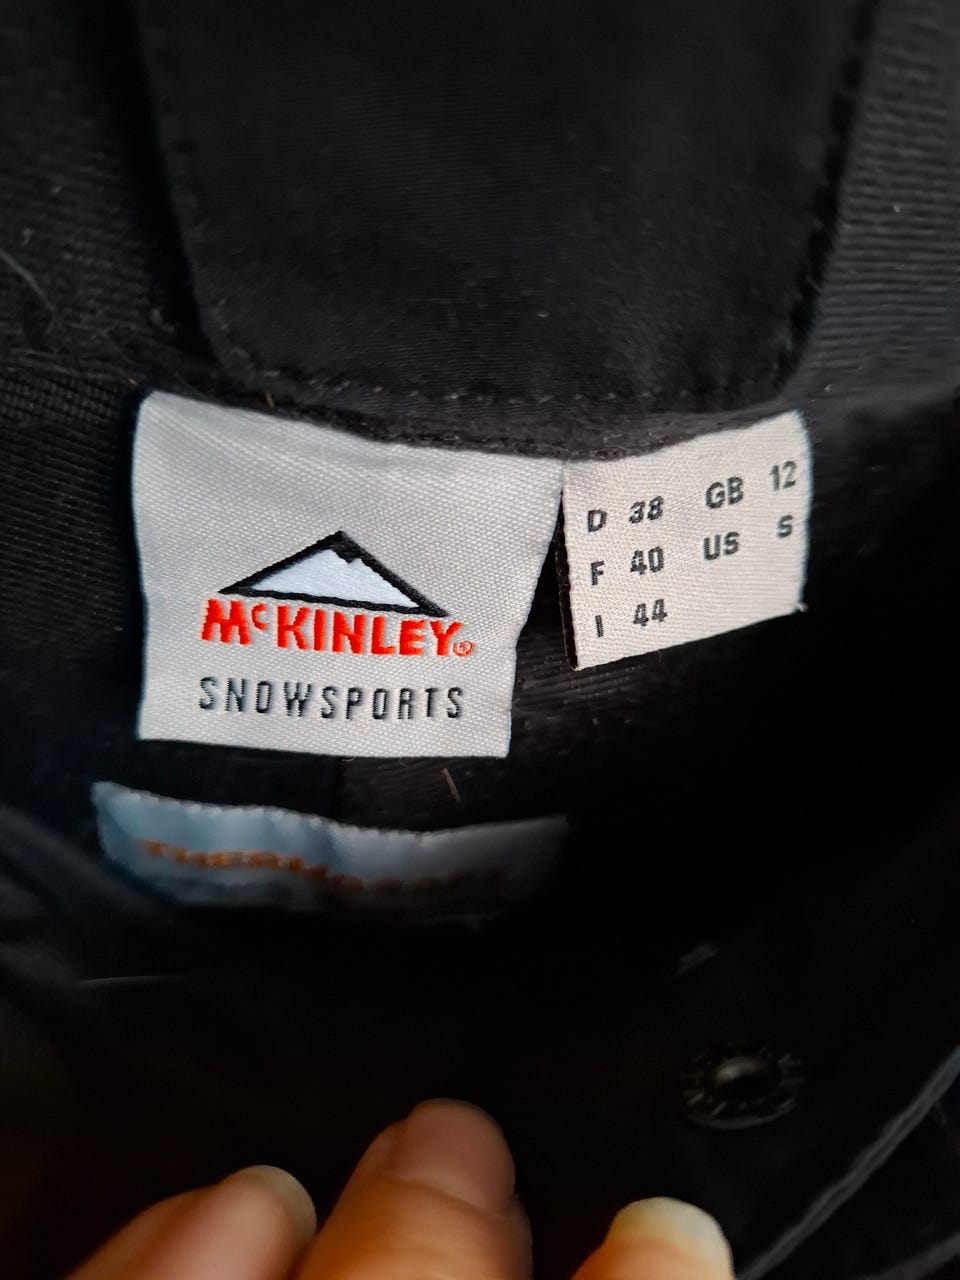 McKINLEY®
SNOWSPORTS
D 38 GB 12
F 40 US S
I 44